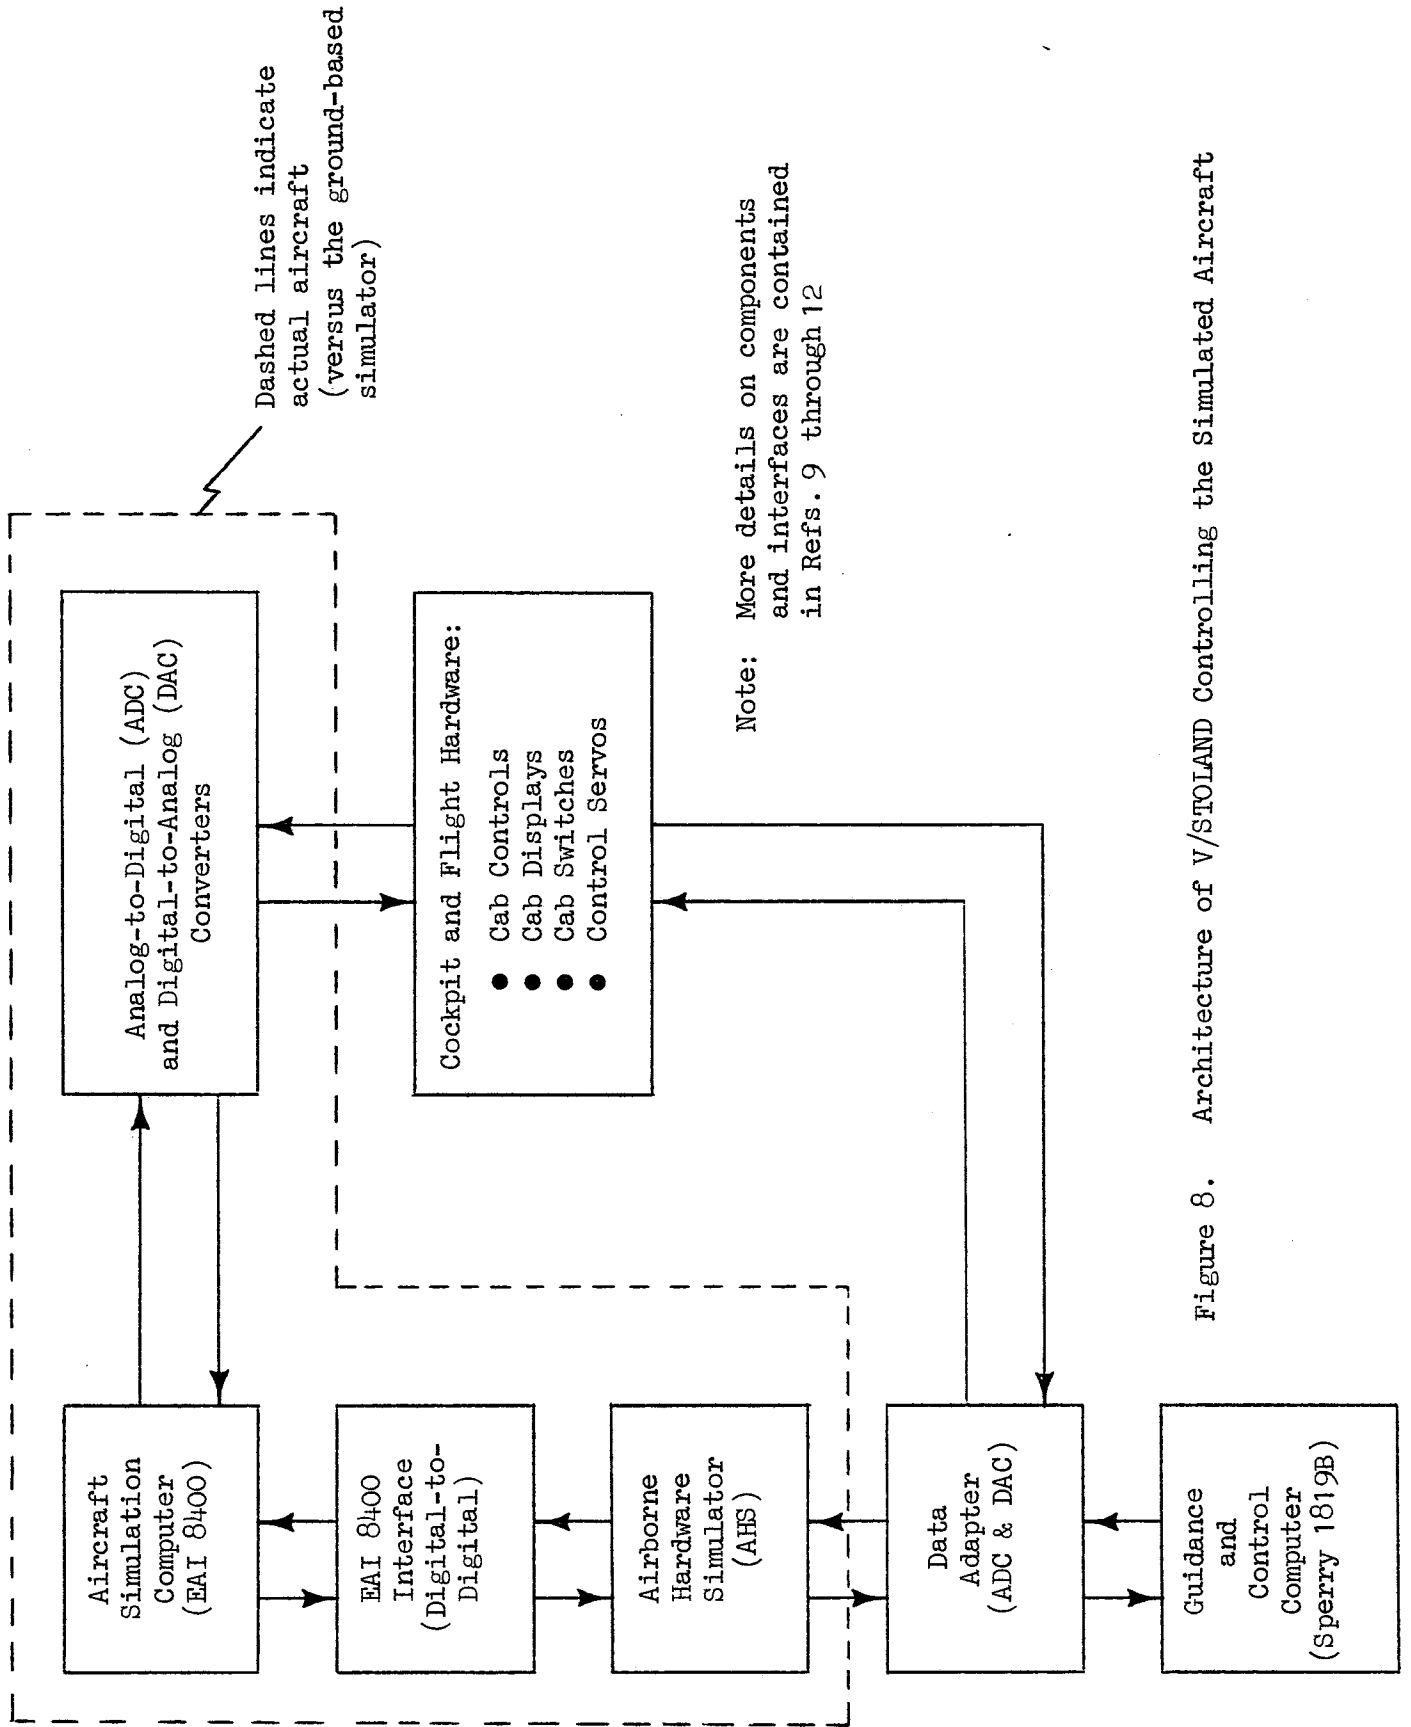 Aircraft
Simulation
Computer
(EAI 8400)
EAI 8400
Interface
(Digital-to-
Digital)
Airborne
Hardware
Simulator
(AHS)
Data
Adapter
(ADC & DAC)
Guidance
and
Control
Computer
(Sperry 1819B)
Analog-to-Digital (ADC)
and Digital-to-Analog (DAC)
Converters
Cockpit and Flight Hardware:
● Cab Controls
● Cab Displays
● Cab Switches
● Control Servos
Dashed lines indicate
actual aircraft
(versus the ground-based
simulator)
Note: More details on components
and interfaces are contained
in Refs. 9 through 12
Figure 8. Architecture of V/STOLAND Controlling the Simulated Aircraft